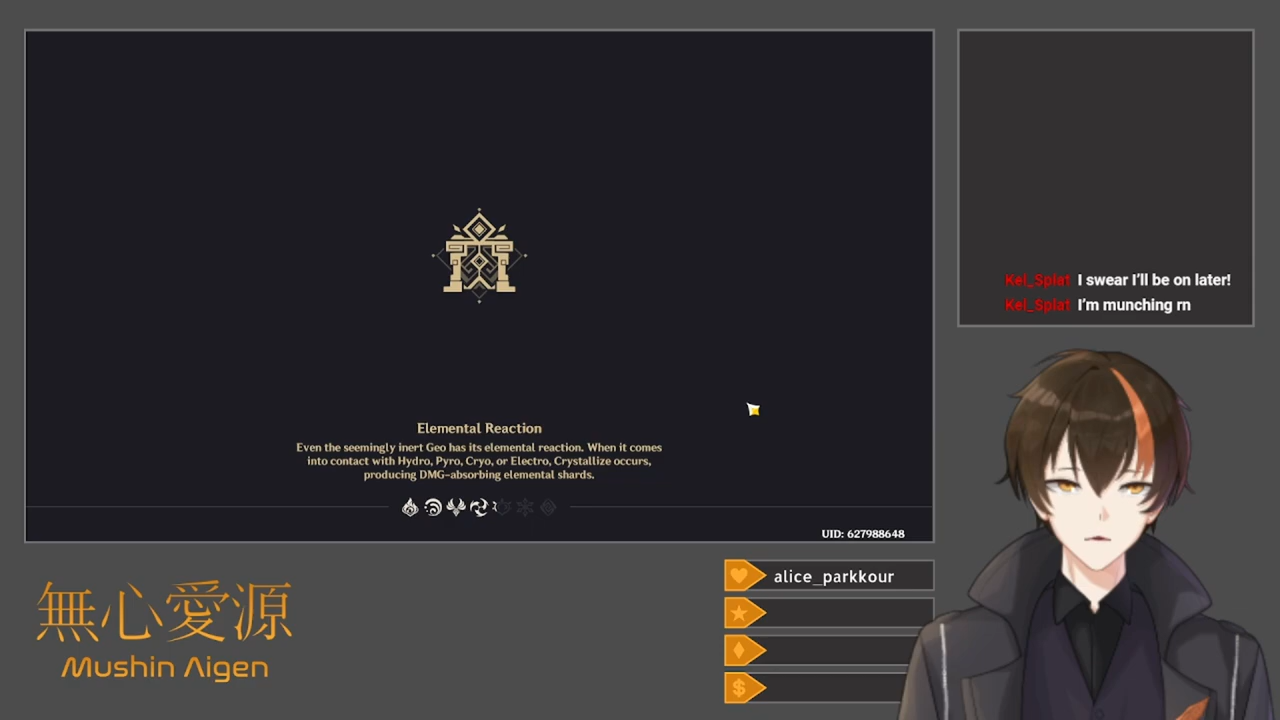 Kel_Splat I swear I'll be on later!
Kel_Splat I'm munching rn
Elemental Reaction
Even the seemingly inert Geo has its elemental reaction. When it comes
into contact with Hydro, Pyro, Cryo, or Electro, Crystallize occurs,
producing DMG-absorbing elemental shards.
UID: 627988648
alice_parkkour
無心愛源
Mushin Aigen